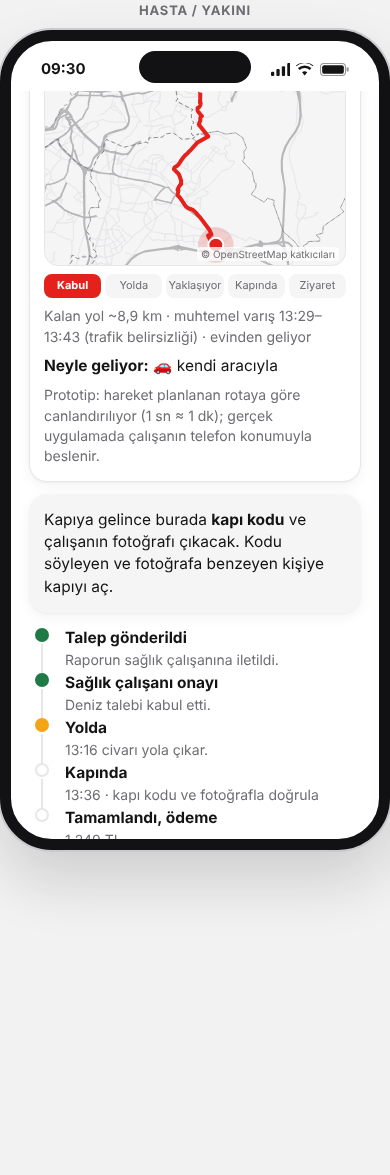 HASTA / YAKINI
09:30
© OpenStreetMap katkıcıları
Kabul
Yolda
Yaklaşıyor
Kapında
Ziyaret
Kalan yol ~8,9 km · muhtemel varış 13:29–
13:43 (trafik belirsizliği) · evinden geliyor
Neyle geliyor: 🚗 kendi aracıyla
Prototip: hareket planlanan rotaya göre
canlandırılıyor (1 sn ≈ 1 dk); gerçek
uygulamada çalışanın telefon konumuyla
beslenir.
Kapıya gelince burada kapı kodu ve
çalışanın fotoğrafı çıkacak. Kodu
söyleyen ve fotoğrafa benzeyen kişiye
kapıyı aç.
Talep gönderildi
Raporun sağlık çalışanına iletildi.
Sağlık çalışanı onayı
Deniz talebi kabul etti.
Yolda
13:16 civarı yola çıkar.
Kapında
13:36 · kapı kodu ve fotoğrafla doğrula
Tamamlandı, ödeme